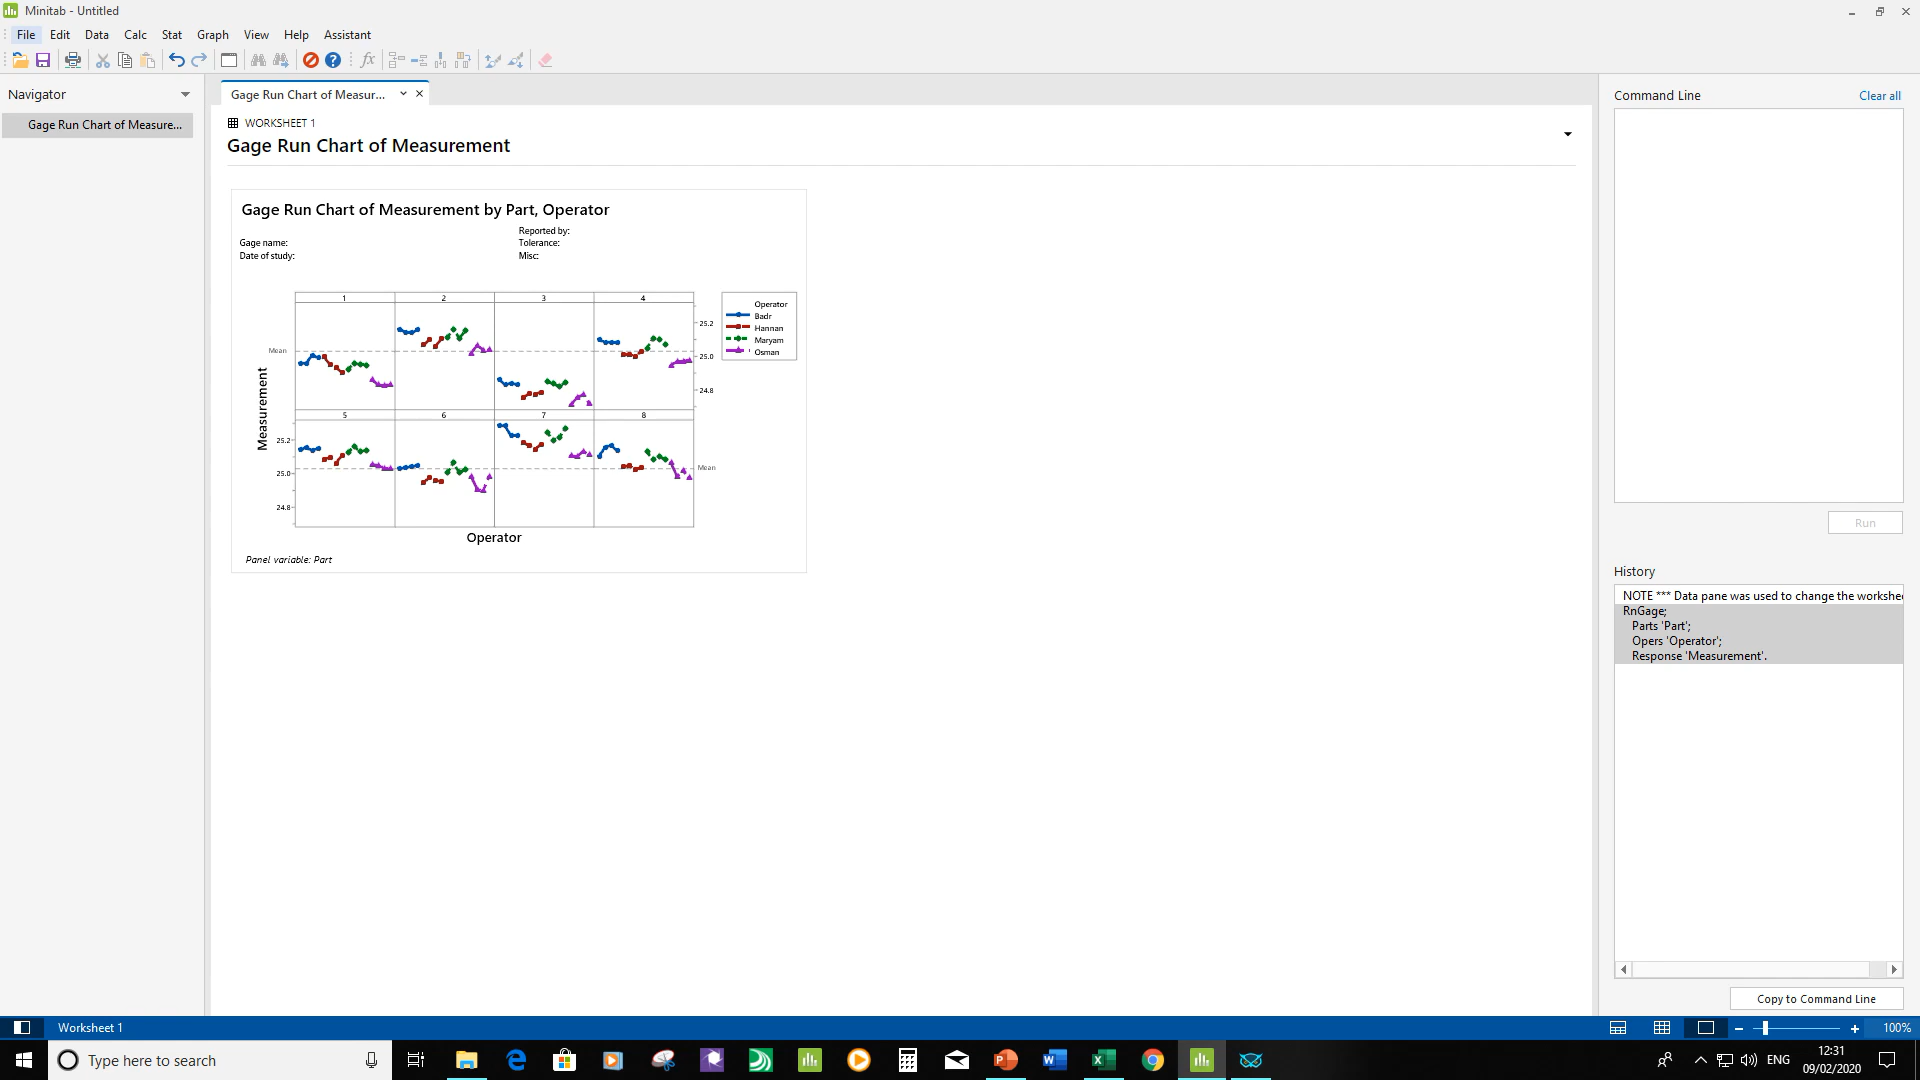 Minitab - Untitled
File Edit Data Calc Stat Graph View Help Assistant
Navigator
Gage Run Chart of Measure...
Gage Run Chart of Measur...
WORKSHEET 1
Gage Run Chart of Measurement
Gage Run Chart of Measurement by Part, Operator
Reported by:
Gage name:
Tolerance:
Date of study:
Misc:
1 2 3 4
25.2
25.0
24.8
Mean
5 6 7 8
25.2
25.0
24.8
Mean
Measurement
Operator
Operator
Badr
Hannan
Maryam
Osman
Panel variable: Part
Command Line
Clear all
Run
History
NOTE *** Data pane was used to change the workshe
RnGage;
Parts 'Part';
Opers 'Operator';
Response 'Measurement'.
Copy to Command Line
Worksheet 1
100%
Type here to search
ENG
12:31
09/02/2020